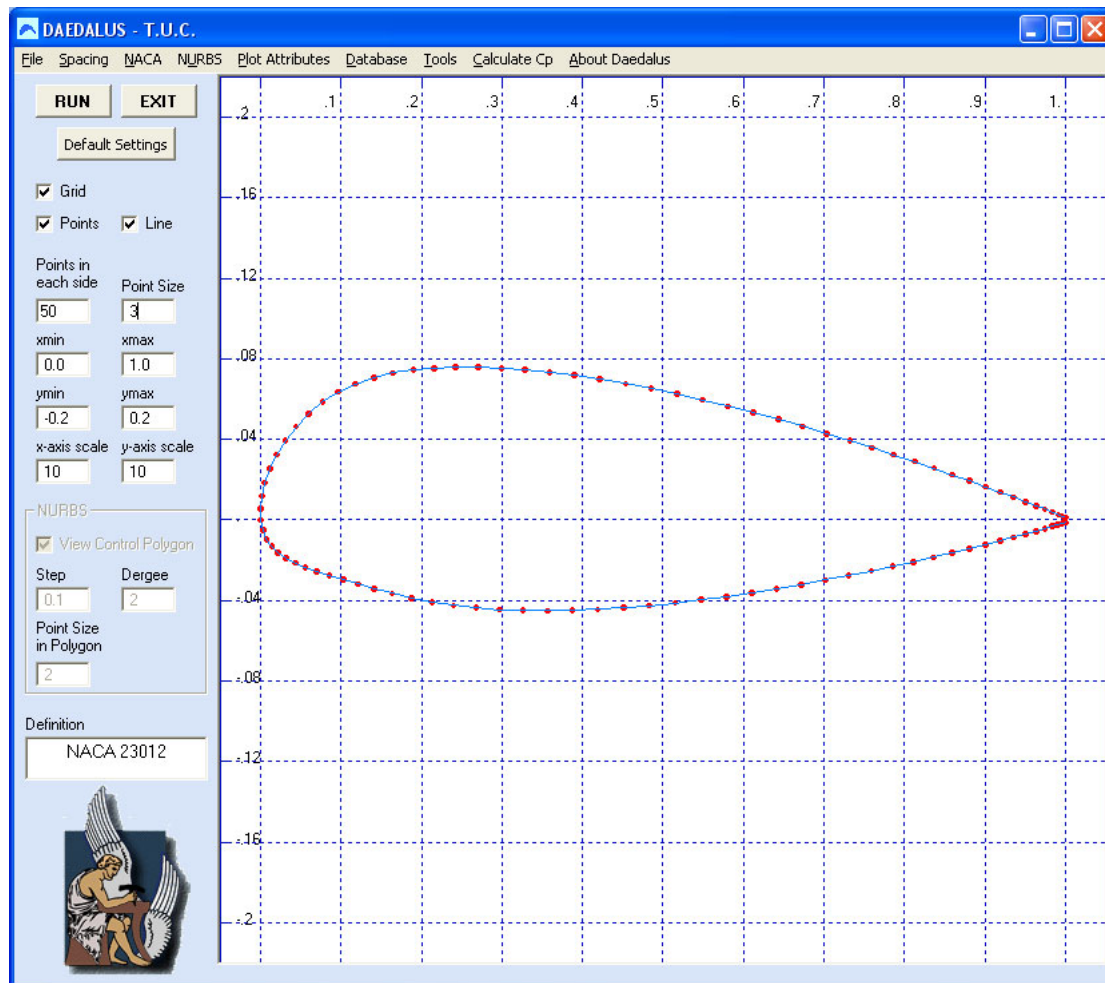 DAEDALUS - T.U.C.
File Spacing NACA NURBS Plot Attributes Database Tools Calculate Cp About Daedalus
RUN EXIT
Default Settings
Grid
Points Line
Points in
each side Point Size
50 3
xmin xmax
0.0 1.0
ymin ymax
-0.2 0.2
x-axis scale y-axis scale
10 10
NURBS
View Control Polygon
Step Dergee
0.1 2
Point Size
in Polygon
2
Definition
NACA 23012
.1 .2 .3 .4 .5 .6 .7 .8 .9 1.
.2
.16
.12
.08
.04
-.04
-.08
-.12
-.16
-.2